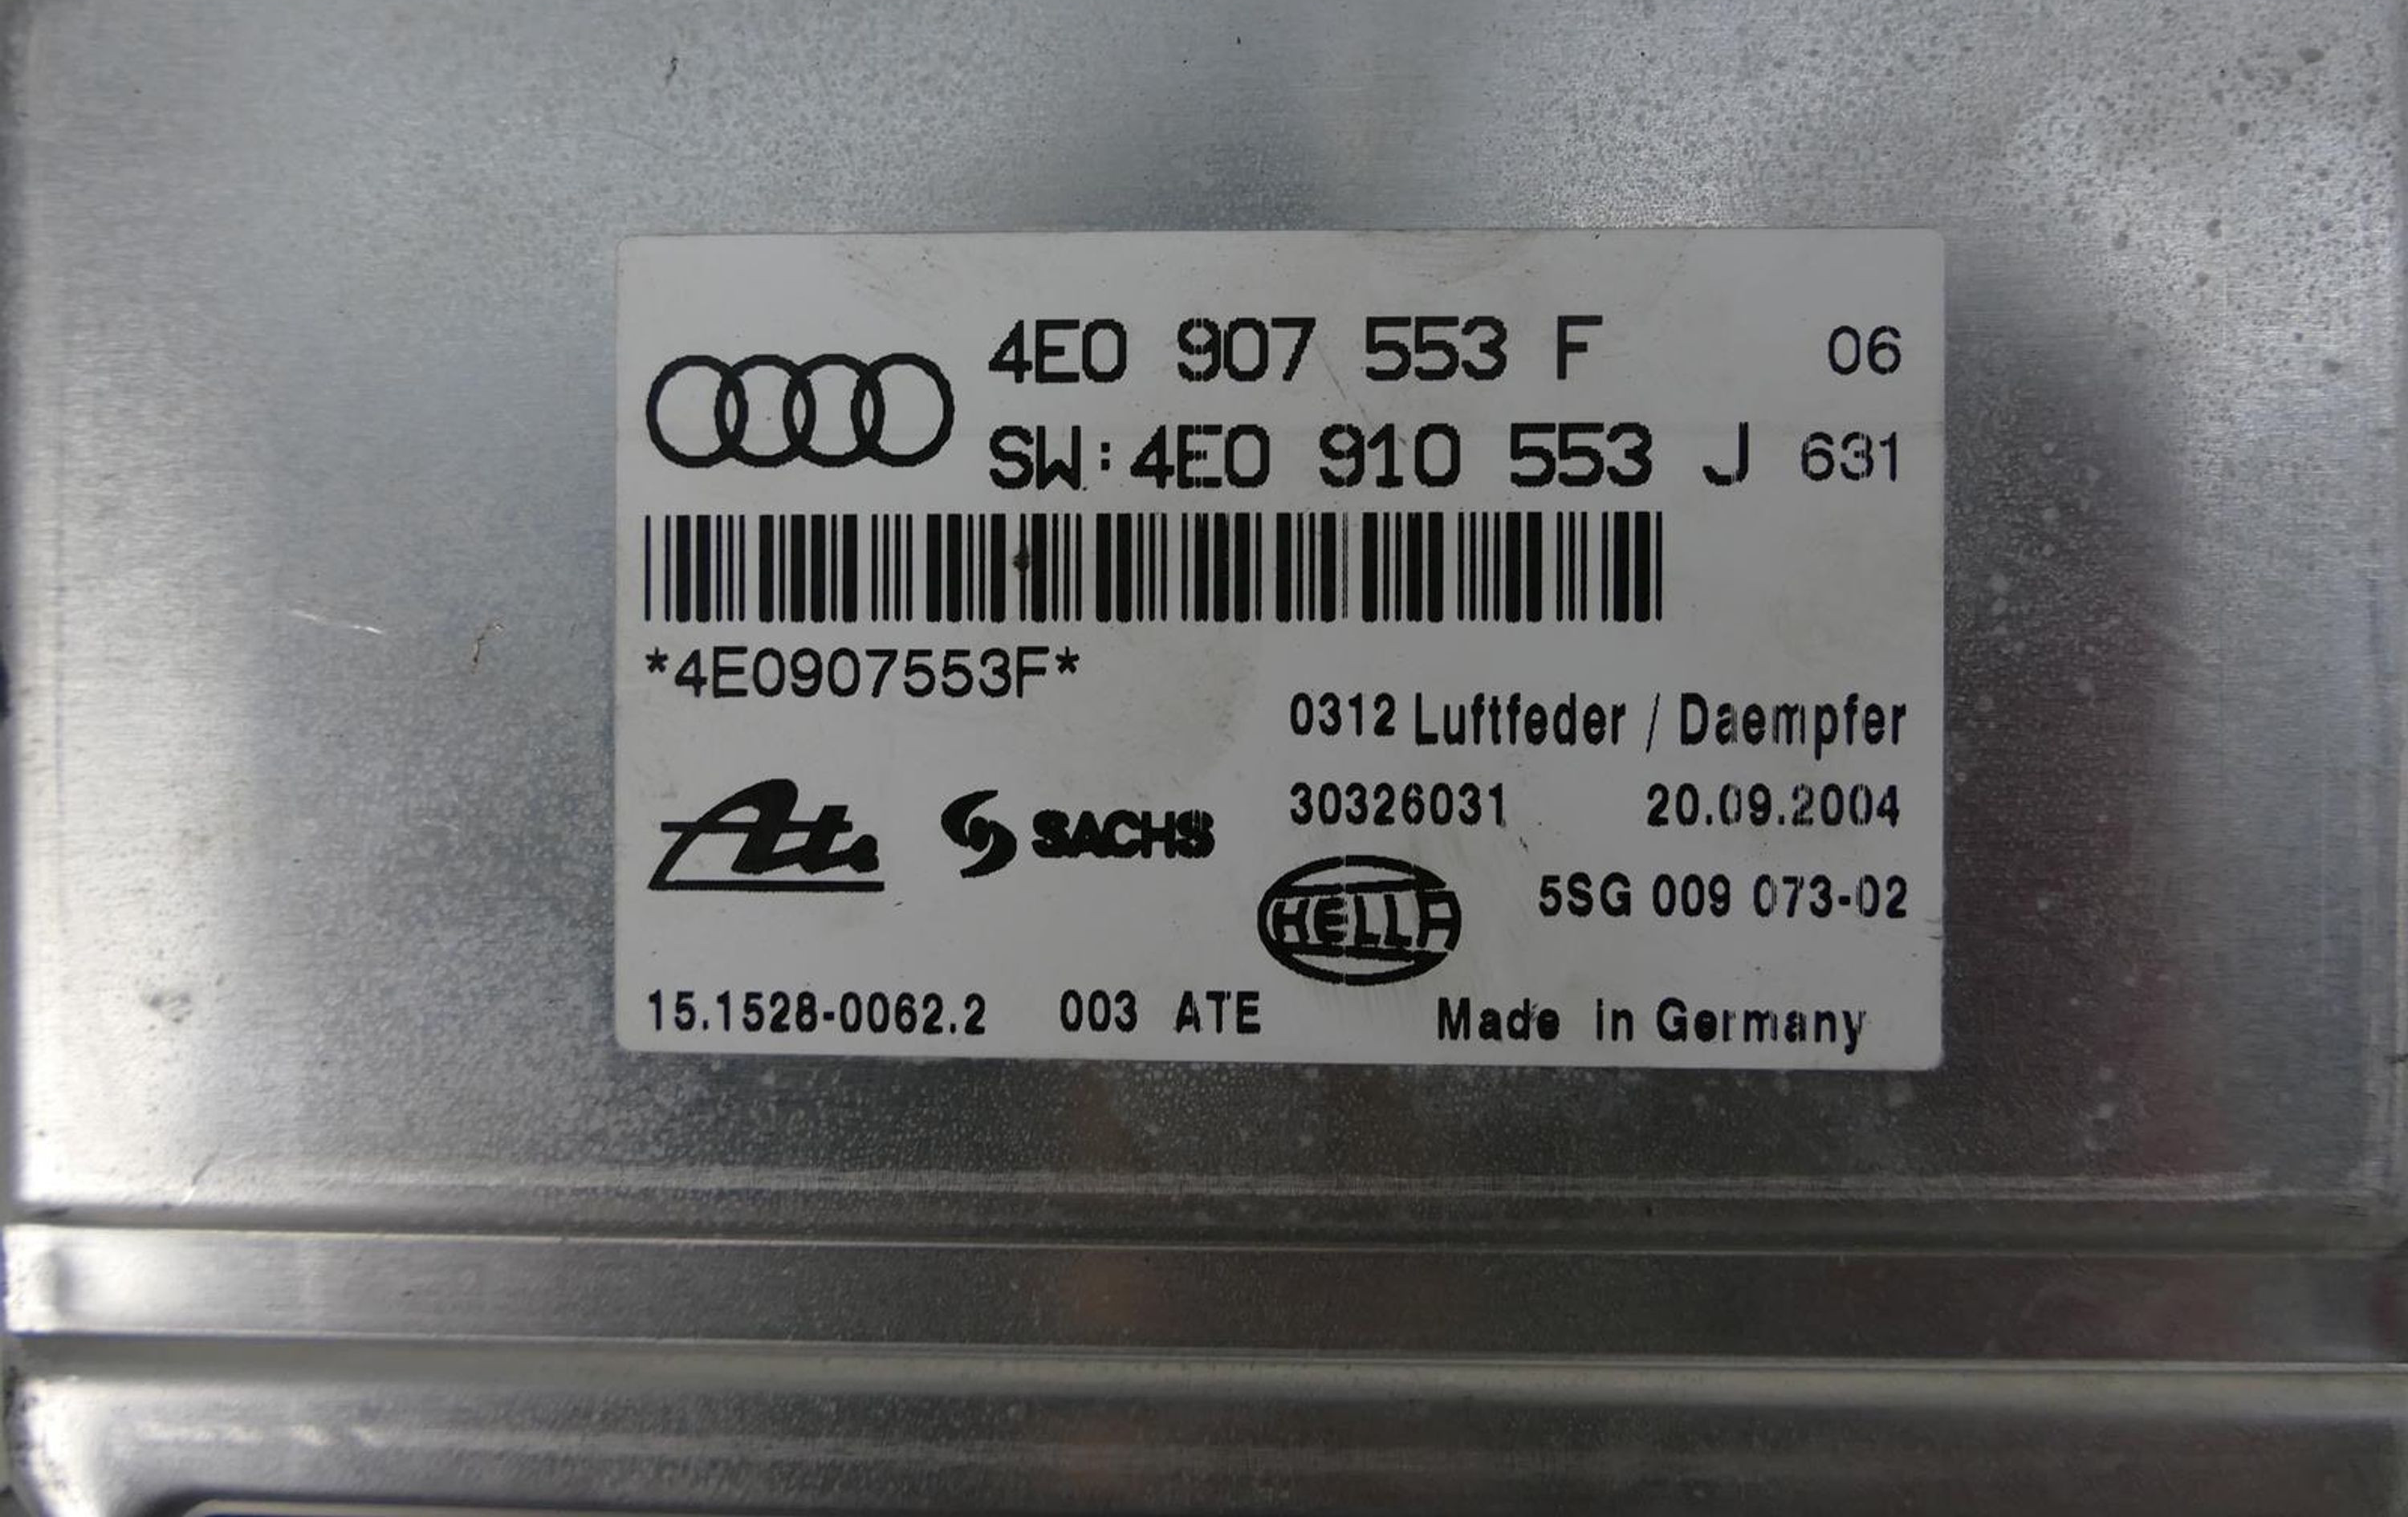 4E0 907 553 F 06
SW:4E0 910 553 J 631
*4E0907553F*
0312 Luftfeder / Daempfer
30326031 20.09.2004
Ate SACHS
HELLA 5SG 009 073-02
15.1528-0062.2 003 ATE Made in Germany